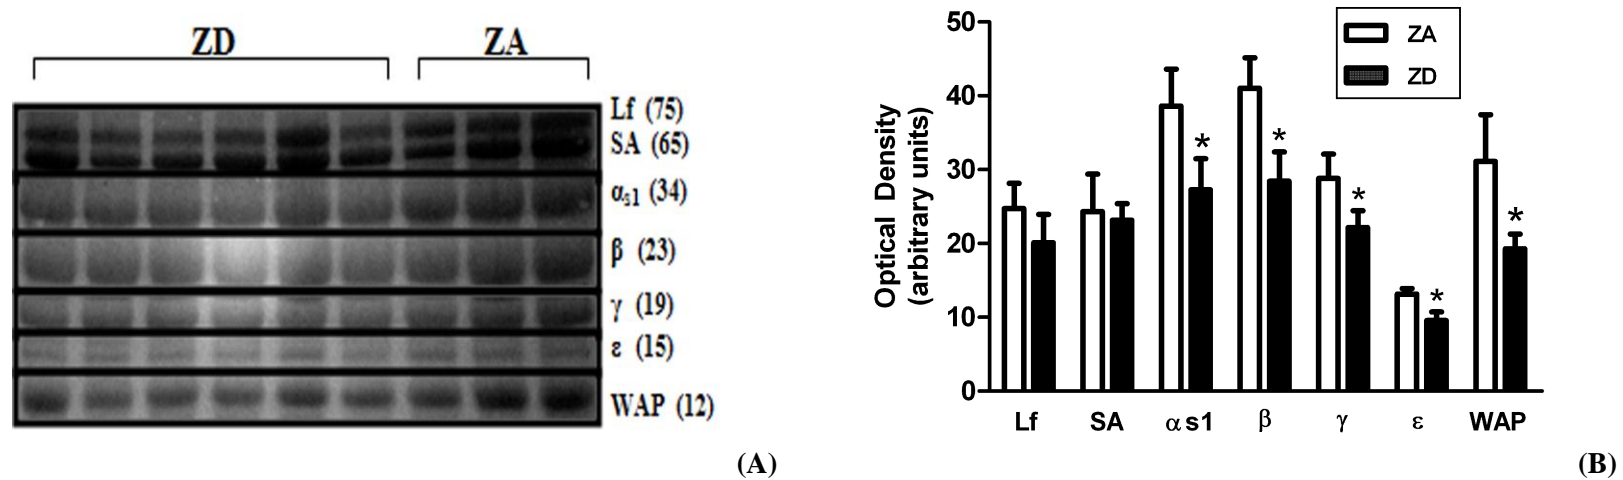 ZD ZA
Lf (75)
SA (65)
αs1 (34)
β (23)
γ (19)
ε (15)
WAP (12)
(A)
50
40
30
20
10
0
Optical Density
(arbitrary units)
ZA
ZD
* * * * *
Lf SA αs1 β γ ε WAP
(B)